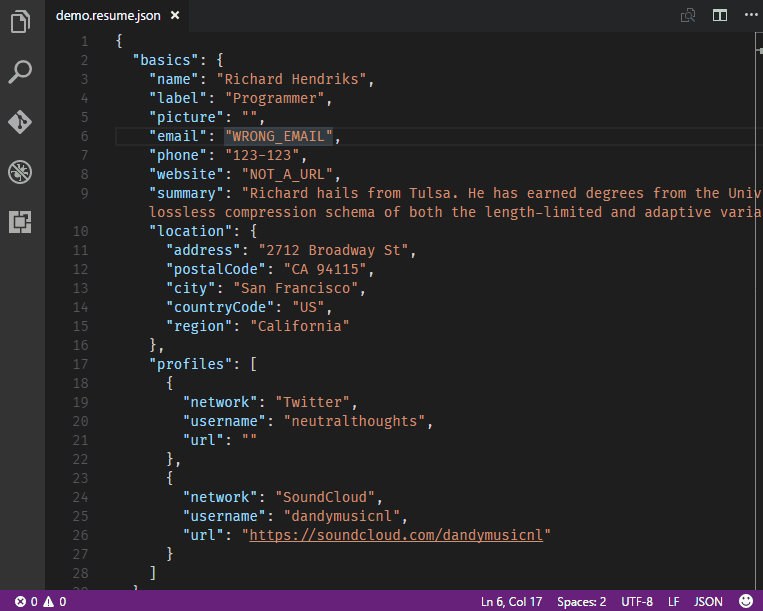 demo.resume.json ×
1 {
2 "basics": {
3 "name": "Richard Hendriks",
4 "label": "Programmer",
5 "picture": "",
6 "email": "WRONG_EMAIL",
7 "phone": "123-123",
8 "website": "NOT_A_URL",
9 "summary": "Richard hails from Tulsa. He has earned degrees from the Univ
lossless compression schema of both the length-limited and adaptive varia
10 "location": {
11 "address": "2712 Broadway St",
12 "postalCode": "CA 94115",
13 "city": "San Francisco",
14 "countryCode": "US",
15 "region": "California"
16 },
17 "profiles": [
18 {
19 "network": "Twitter",
20 "username": "neutralthoughts",
21 "url": ""
22 },
23 {
24 "network": "SoundCloud",
25 "username": "dandymusicnl",
26 "url": "https://soundcloud.com/dandymusicnl"
27 }
28 ]
0 0 Ln 6, Col 17 Spaces: 2 UTF-8 LF JSON